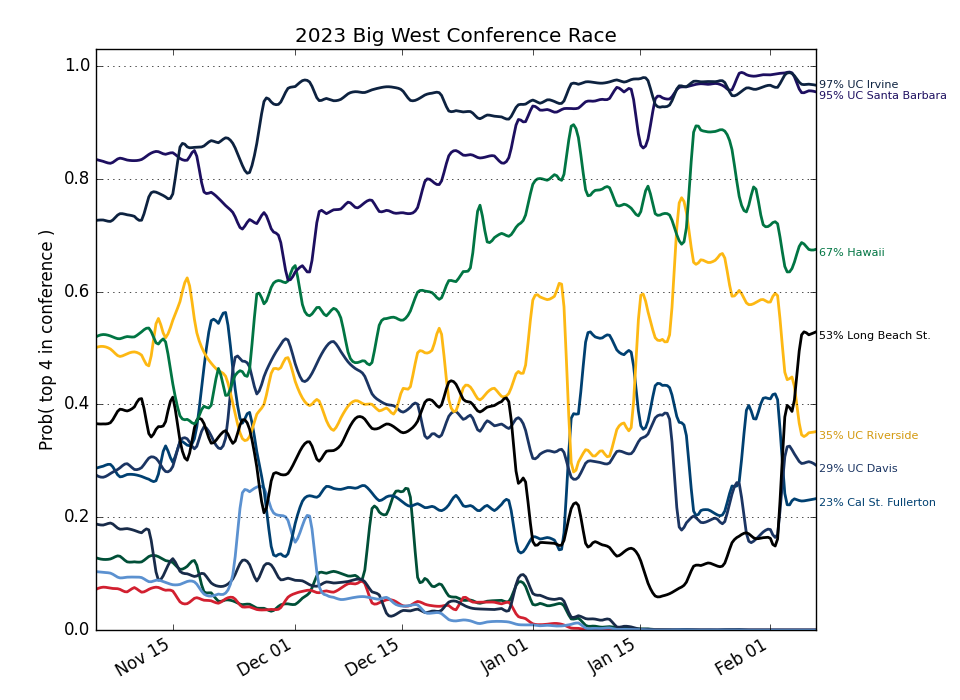 2023 Big West Conference Race
Prob( top 4 in conference )
1.0
0.8
0.6
0.4
0.2
0.0
97% UC Irvine
95% UC Santa Barbara
67% Hawaii
53% Long Beach St.
35% UC Riverside
29% UC Davis
23% Cal St. Fullerton
Nov 15
Dec 01
Dec 15
Jan 01
Jan 15
Feb 01